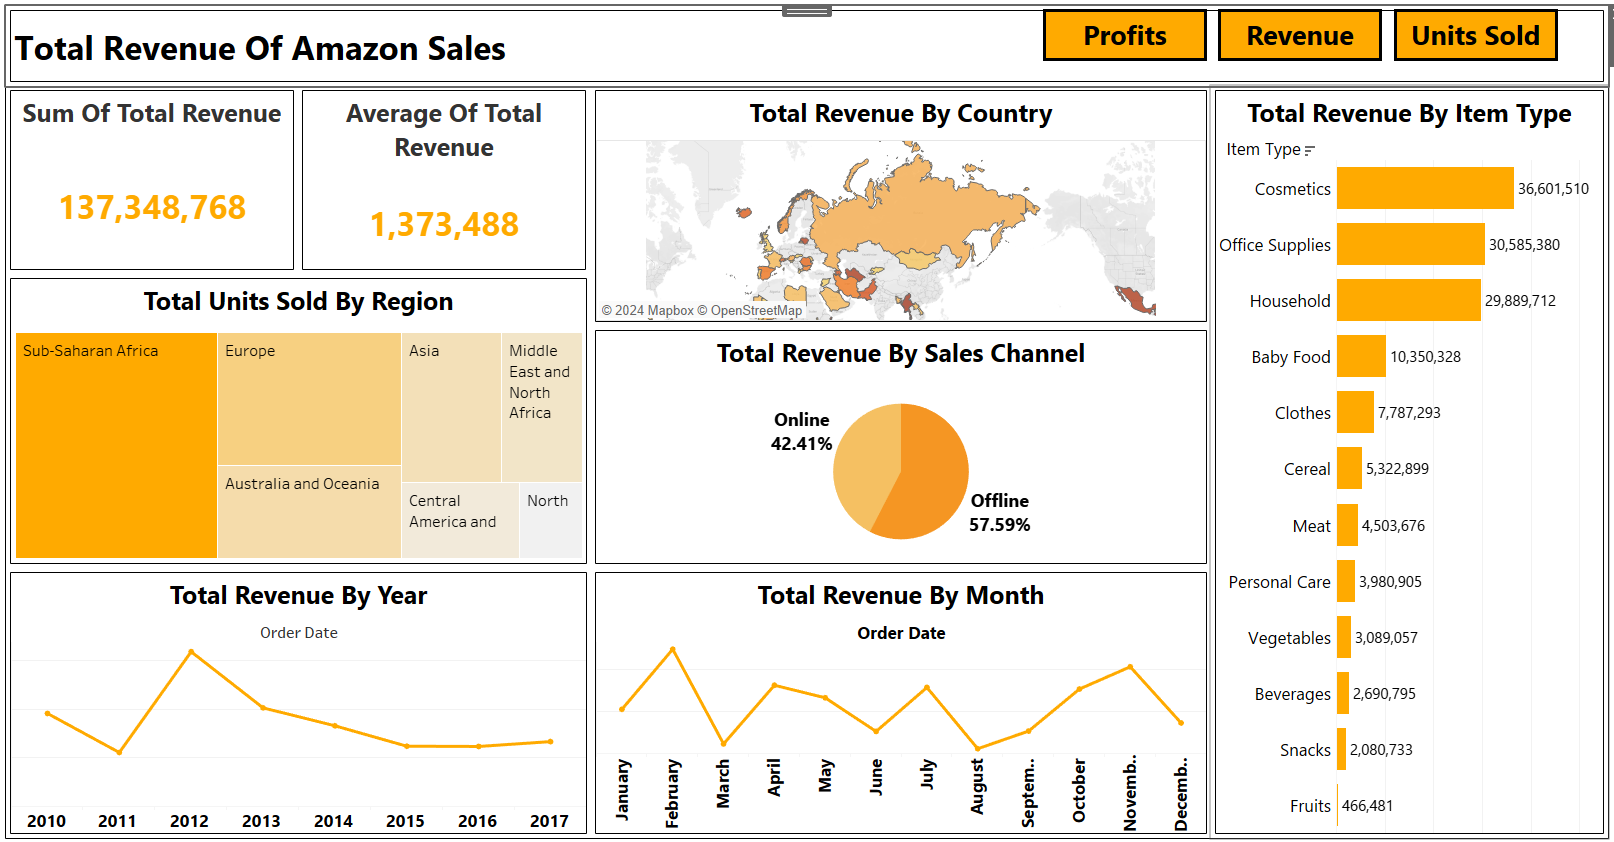 Total Revenue Of Amazon Sales
Profits
Revenue
Units Sold
Sum Of Total Revenue
137,348,768
Average Of Total
Revenue
1,373,488
Total Revenue By Country
© 2024 Mapbox © OpenStreetMap
Total Units Sold By Region
Sub-Saharan Africa
Europe
Asia
Middle
East and
North
Africa
Australia and Oceania
Central
America and
North
Total Revenue By Sales Channel
Online
42.41%
Offline
57.59%
Total Revenue By Year
Order Date
2010 2011 2012 2013 2014 2015 2016 2017
Total Revenue By Month
Order Date
January
February
March
April
May
June
July
August
Septem..
October
Novemb..
Decemb..
Total Revenue By Item Type
Item Type
Cosmetics 36,601,510
Office Supplies 30,585,380
Household 29,889,712
Baby Food 10,350,328
Clothes 7,787,293
Cereal 5,322,899
Meat 4,503,676
Personal Care 3,980,905
Vegetables 3,089,057
Beverages 2,690,795
Snacks 2,080,733
Fruits 466,481